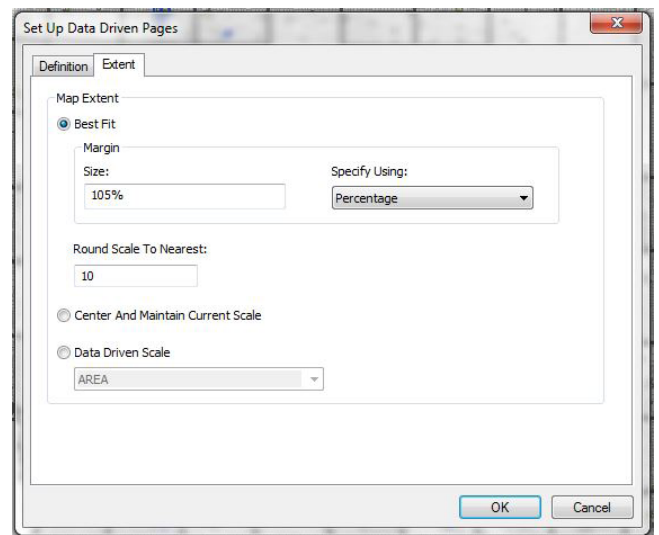 Set Up Data Driven Pages
Definition Extent
Map Extent
Best Fit
Margin
Size: Specify Using:
105% Percentage
Round Scale To Nearest:
10
Center And Maintain Current Scale
Data Driven Scale
AREA
OK Cancel